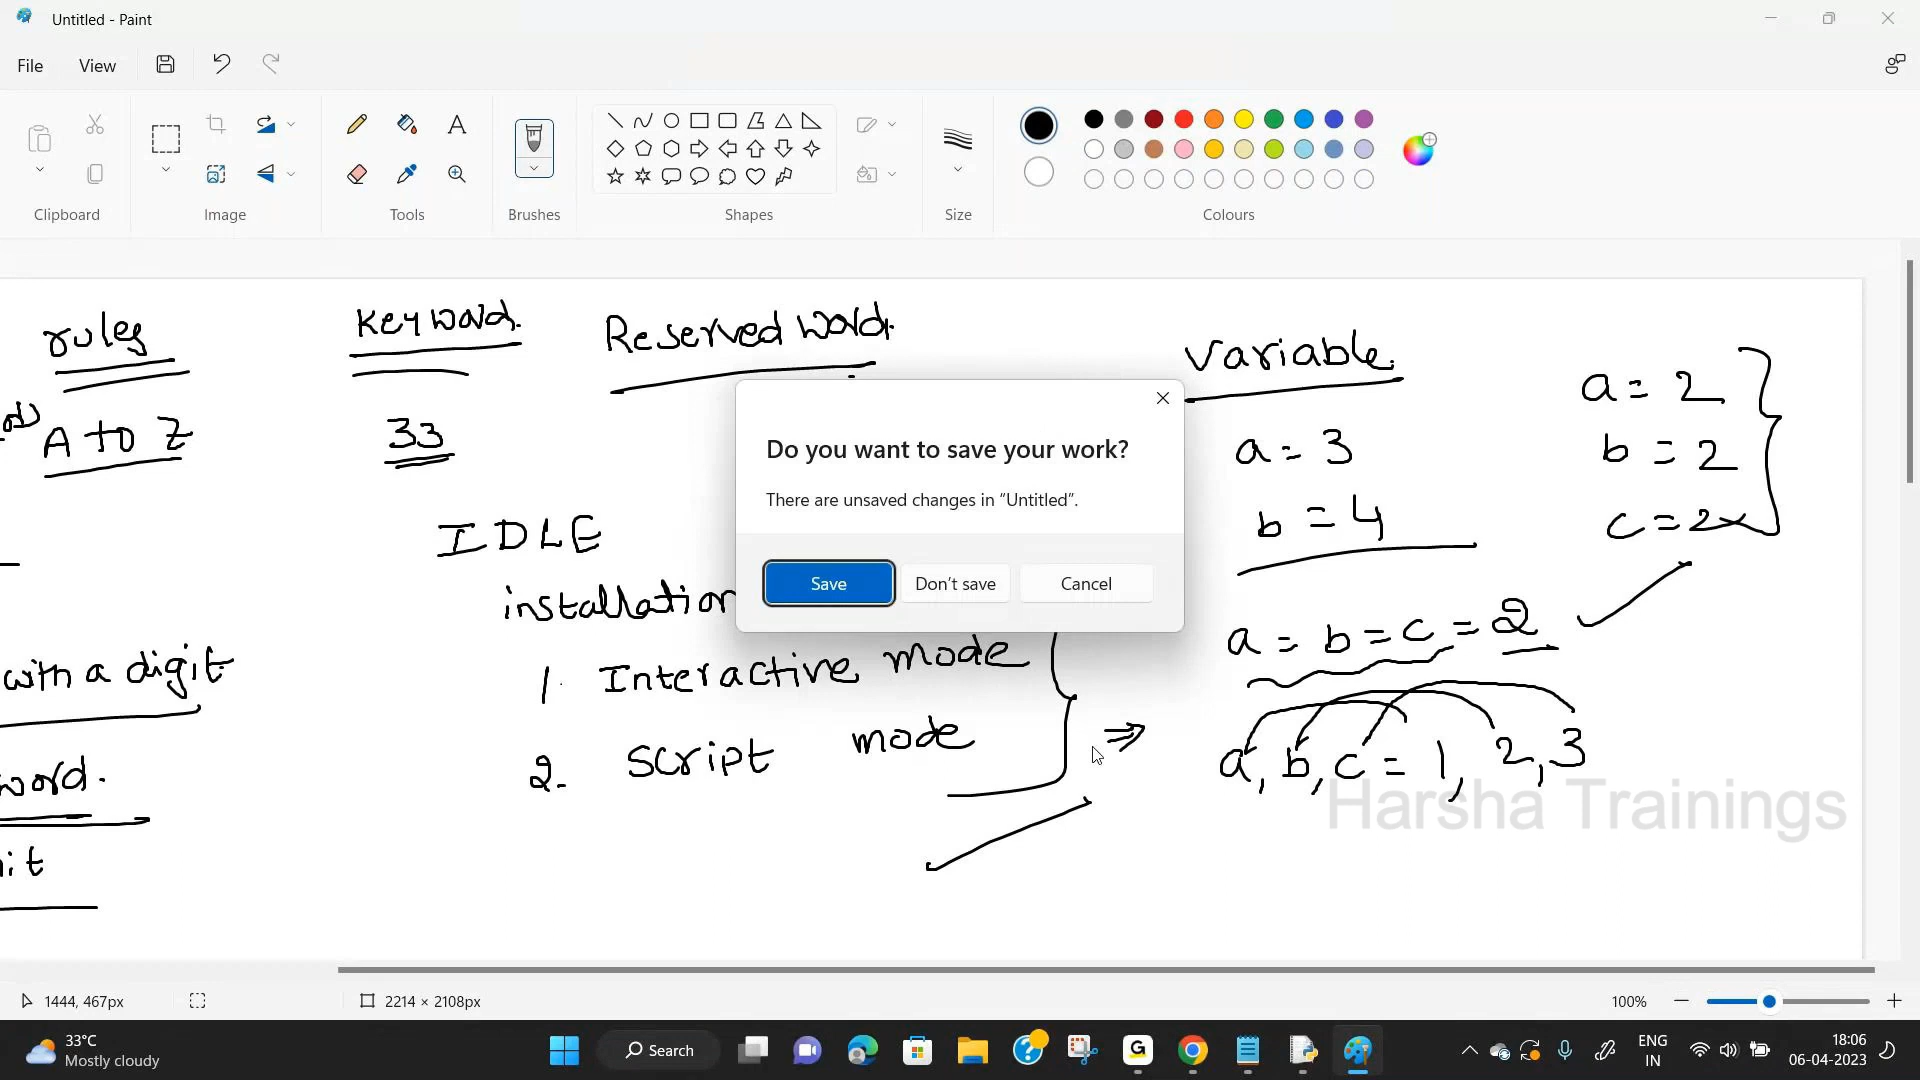 Untitled - Paint
File View
Clipboard Image Tools Brushes Shapes Size Colours
rules Keyword. Reserved word. Variable.
A to Z 33 a = 3 a = 2
b = 2
IDLE b = 4 c = 2
installation
Do you want to save your work?
There are unsaved changes in “Untitled”.
Save Don’t save Cancel
a = b = c = 2
with a digit 1. Interactive mode
2. Script mode ⇒ a, b, c = 1, 2, 3
word.
Harsha Trainings
1444, 467px 2214 × 2108px 100%
33°C
Mostly cloudy
Search
ENG
IN
18:06
06-04-2023